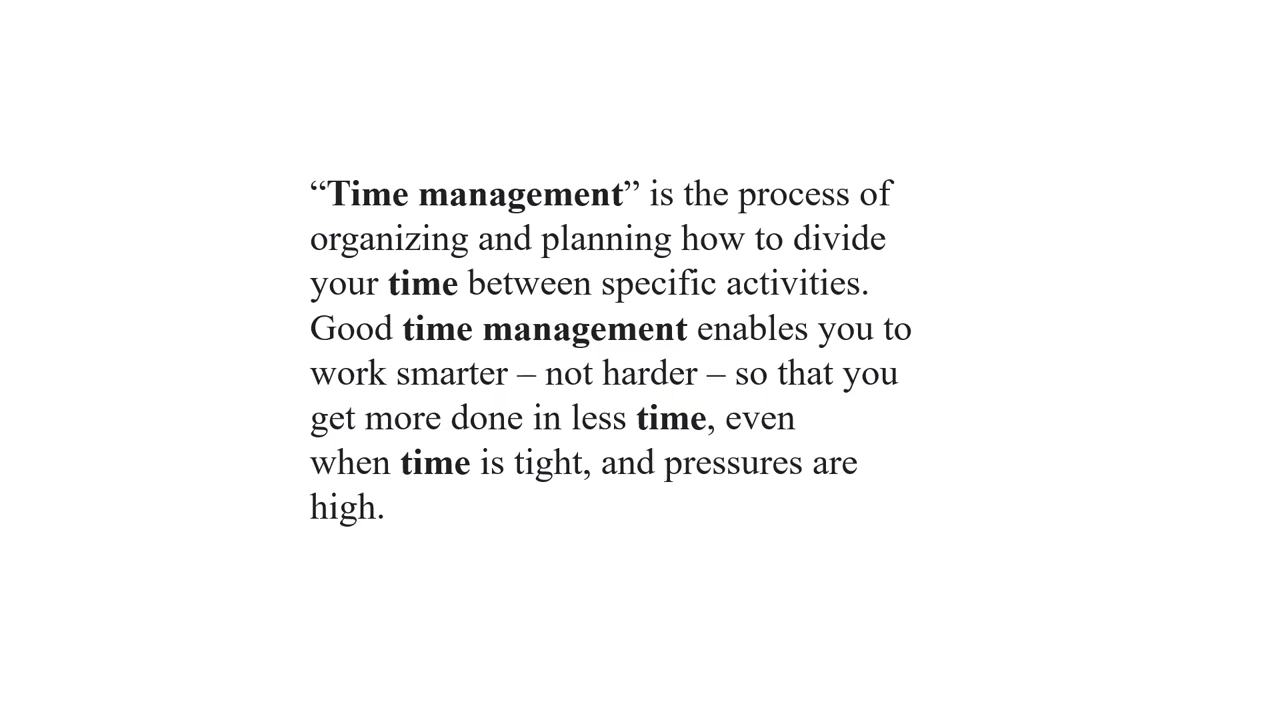 “Time management” is the process of
organizing and planning how to divide
your time between specific activities.
Good time management enables you to
work smarter – not harder – so that you
get more done in less time, even
when time is tight, and pressures are
high.